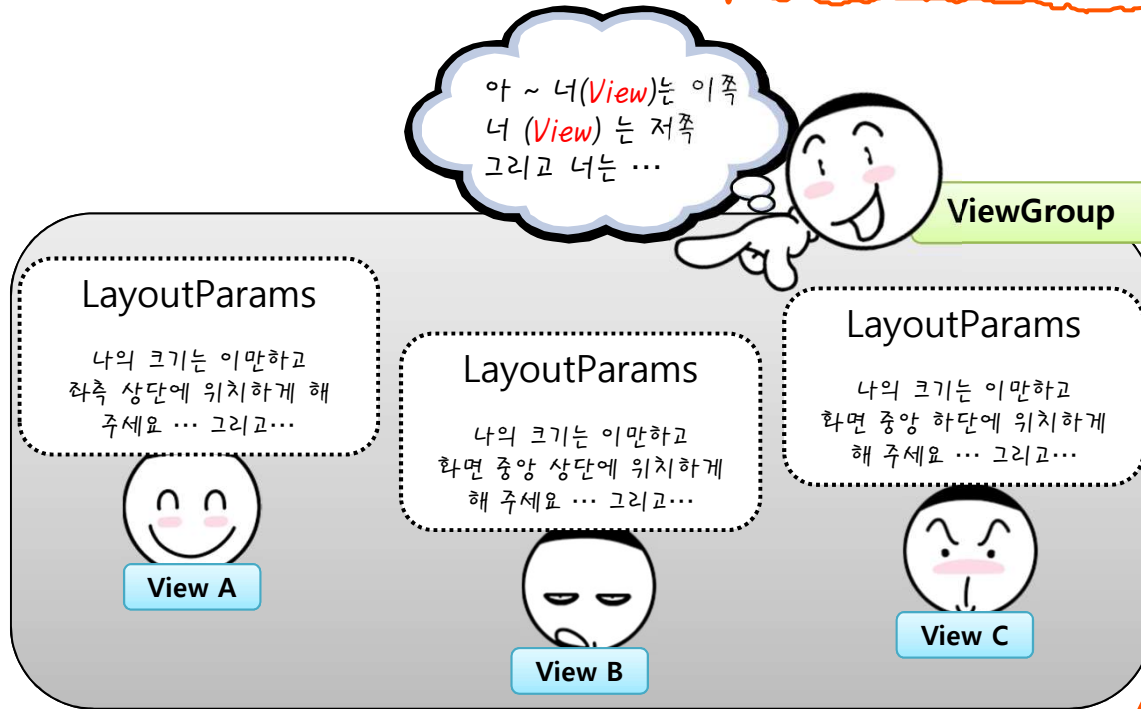 아 ~ 너(View)는 이쪽
너 (View) 는 저쪽
그리고 너는 …
ViewGroup
LayoutParams
나의 크기는 이만하고
좌측 상단에 위치하게 해
주세요 … 그리고…
View A
LayoutParams
나의 크기는 이만하고
화면 중앙 상단에 위치하게
해 주세요 … 그리고…
View B
LayoutParams
나의 크기는 이만하고
화면 중앙 하단에 위치하게
해 주세요 … 그리고…
View C